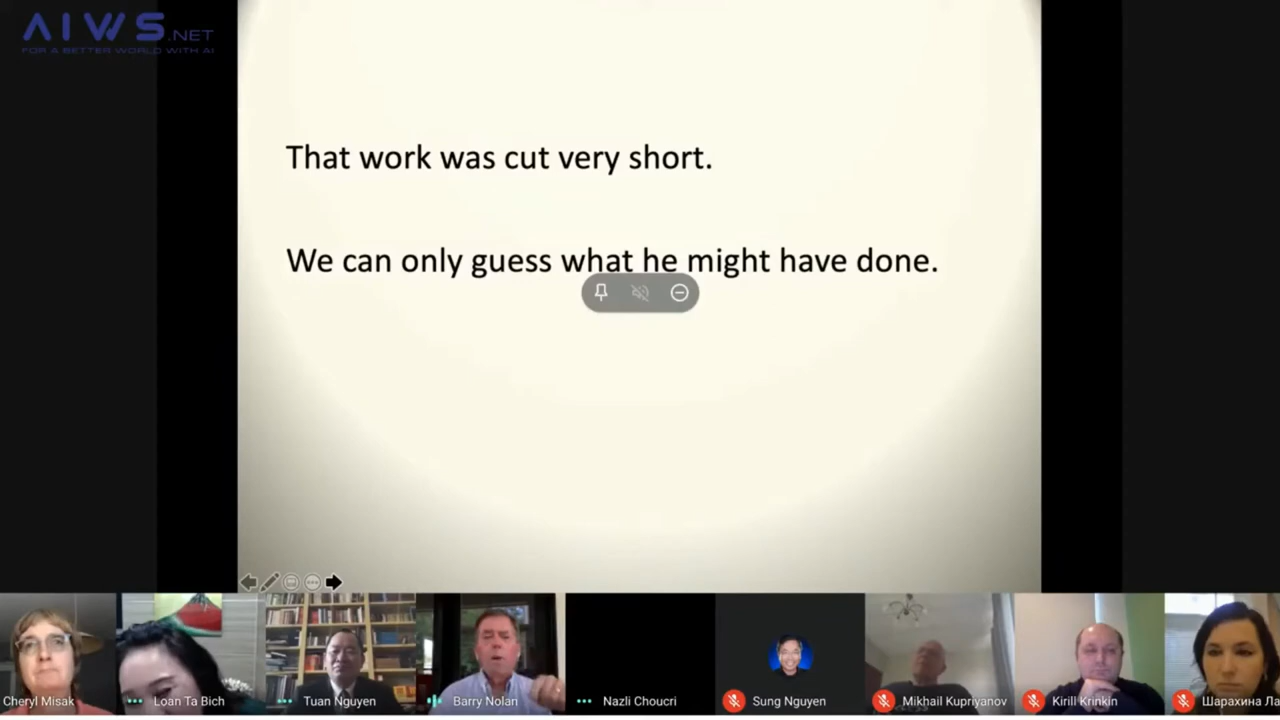 AIWS.NET
FOR A BETTER WORLD WITH AI
That work was cut very short.
We can only guess what he might have done.
Cheryl Misak
Loan Ta Bich
Tuan Nguyen
Barry Nolan
Nazli Choucri
Sung Nguyen
Mikhail Kupriyanov
Kirill Krinkin
Шарахина Ла